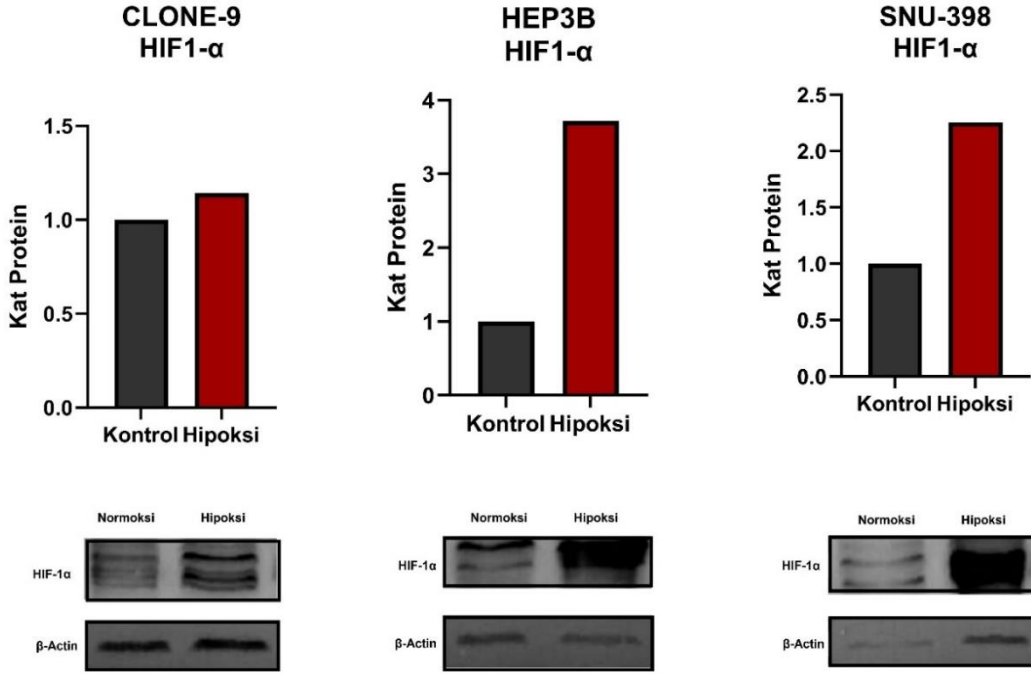 CLONE-9
HIF1-α
Kat Protein
1.5
1.0
0.5
0.0
Kontrol Hipoksi
HEP3B
HIF1-α
Kat Protein
4
3
2
1
0
Kontrol Hipoksi
SNU-398
HIF1-α
Kat Protein
2.5
2.0
1.5
1.0
0.5
0.0
Kontrol Hipoksi
Normoksi Hipoksi
HIF-1α
β-Actin
Normoksi Hipoksi
HIF-1α
β-Actin
Normoksi Hipoksi
HIF-1α
β-Actin